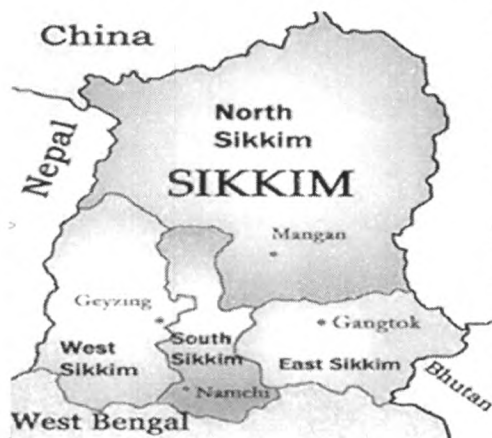 China
Nepal
North
Sikkim
SIKKIM
Mangan
Geyzing
Gangtok
South
Sikkim
West
Sikkim
East Sikkim
Namchi
Bhutan
West Bengal